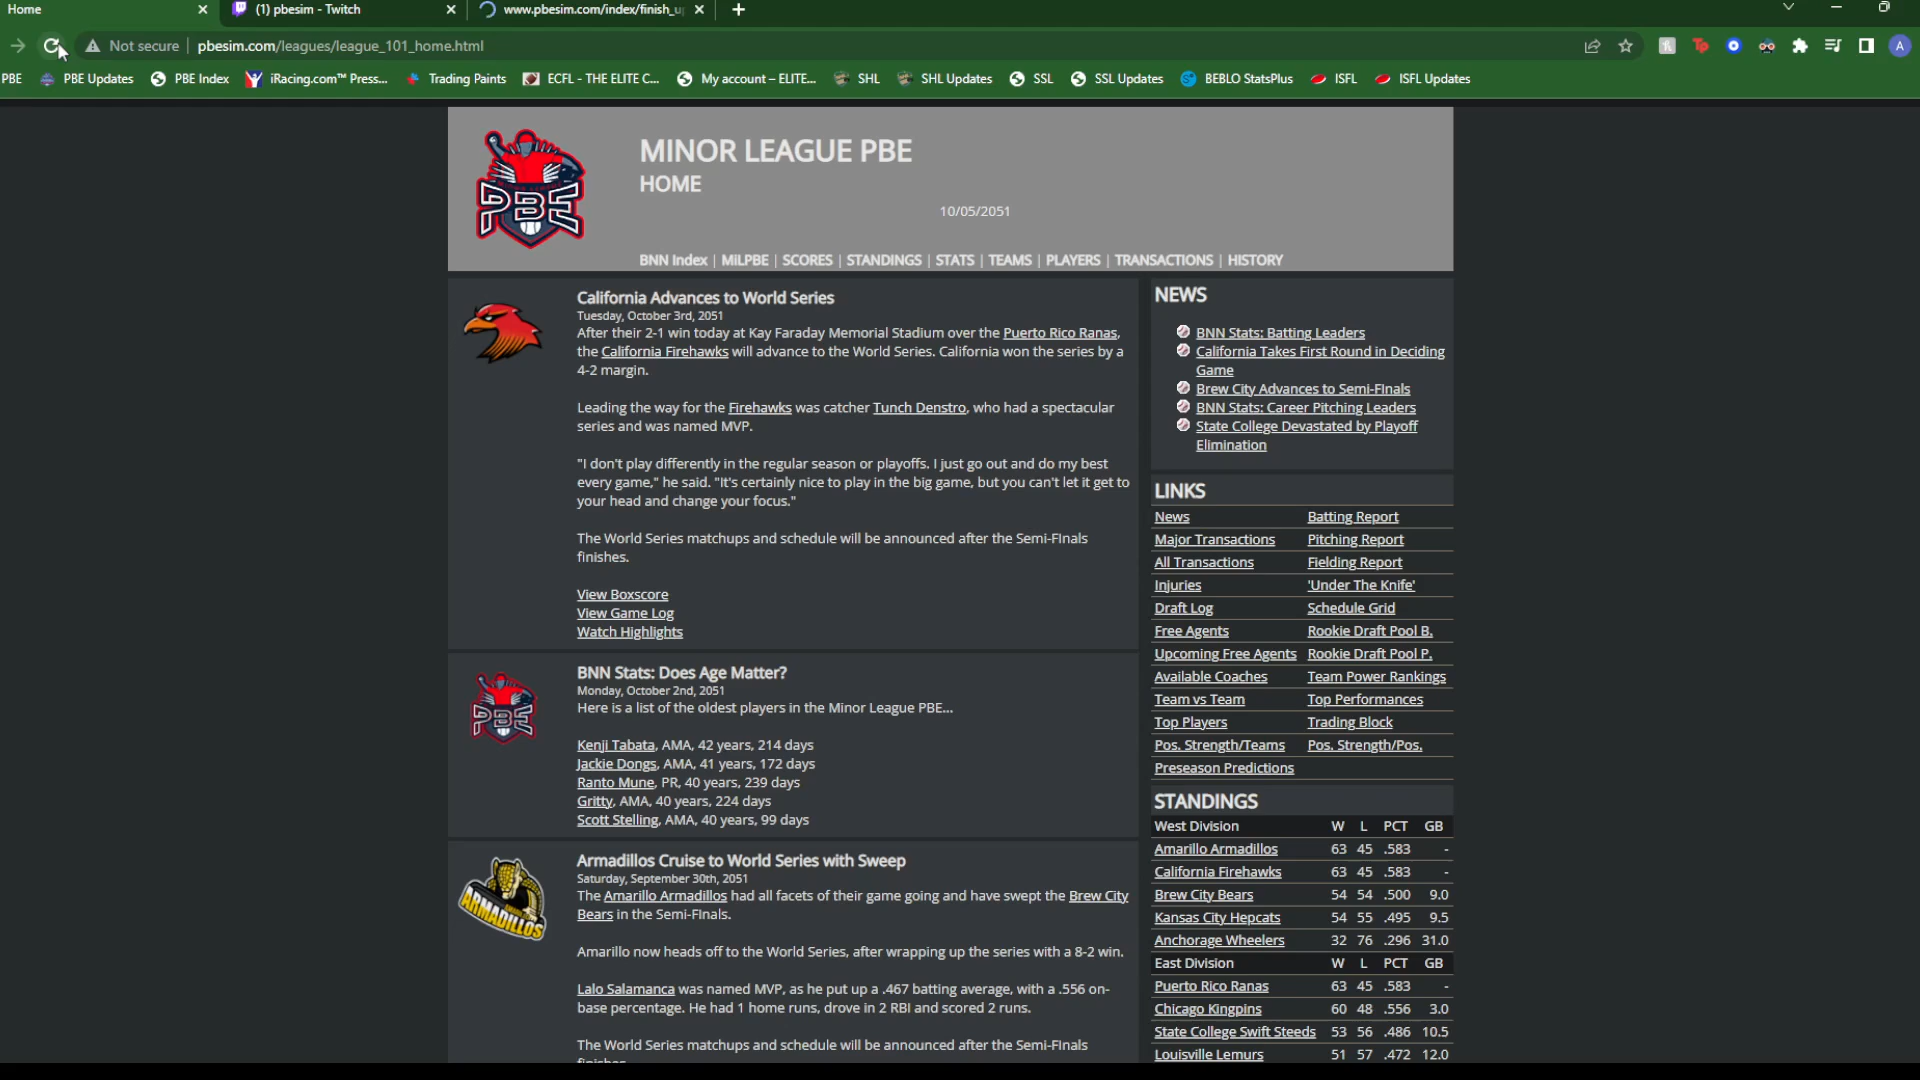 Home
(1) pbesim - Twitch
www.pbesim.com/index/finish_u
Not secure
pbesim.com/leagues/league_101_home.html
A
PBE
PBE Updates
PBE Index
iRacing.com™ Press...
Trading Paints
ECFL - THE ELITE C...
My account – ELITE...
SHL
SHL Updates
SSL
SSL Updates
BEBLO StatsPlus
ISFL
ISFL Updates
PBE
MINOR LEAGUE PBE
HOME
10/05/2051
BNN Index | MiLPBE | SCORES | STANDINGS | STATS | TEAMS | PLAYERS | TRANSACTIONS | HISTORY
California Advances to World Series
Tuesday, October 3rd, 2051
After their 2-1 win today at Kay Faraday Memorial Stadium over the Puerto Rico Ranas,
the California Firehawks will advance to the World Series. California won the series by a
4-2 margin.
Leading the way for the Firehawks was catcher Tunch Denstro, who had a spectacular
series and was named MVP.
"I don't play differently in the regular season or playoffs. I just go out and do my best
every game," he said. "It's certainly nice to play in the big game, but you can't let it get to
your head and change your focus."
The World Series matchups and schedule will be announced after the Semi-FInals
finishes.
View Boxscore
View Game Log
Watch Highlights
PBE
BNN Stats: Does Age Matter?
Monday, October 2nd, 2051
Here is a list of the oldest players in the Minor League PBE...
Kenji Tabata, AMA, 42 years, 214 days
Jackie Dongs, AMA, 41 years, 172 days
Ranto Mune, PR, 40 years, 239 days
Gritty, AMA, 40 years, 224 days
Scott Stelling, AMA, 40 years, 99 days
ARMADILLOS
Armadillos Cruise to World Series with Sweep
Saturday, September 30th, 2051
The Amarillo Armadillos had all facets of their game going and have swept the Brew City
Bears in the Semi-FInals.
Amarillo now heads off to the World Series, after wrapping up the series with a 8-2 win.
Lalo Salamanca was named MVP, as he put up a .467 batting average, with a .556 on-
base percentage. He had 1 home runs, drove in 2 RBI and scored 2 runs.
The World Series matchups and schedule will be announced after the Semi-FInals
finishes.
NEWS
BNN Stats: Batting Leaders
California Takes First Round in Deciding
Game
Brew City Advances to Semi-FInals
BNN Stats: Career Pitching Leaders
State College Devastated by Playoff
Elimination
LINKS
News Batting Report
Major Transactions Pitching Report
All Transactions Fielding Report
Injuries 'Under The Knife'
Draft Log Schedule Grid
Free Agents Rookie Draft Pool B.
Upcoming Free Agents Rookie Draft Pool P.
Available Coaches Team Power Rankings
Team vs Team Top Performances
Top Players Trading Block
Pos. Strength/Teams Pos. Strength/Pos.
Preseason Predictions
STANDINGS
West Division W L PCT GB
Amarillo Armadillos 63 45 .583 -
California Firehawks 63 45 .583 -
Brew City Bears 54 54 .500 9.0
Kansas City Hepcats 54 55 .495 9.5
Anchorage Wheelers 32 76 .296 31.0
East Division W L PCT GB
Puerto Rico Ranas 63 45 .583 -
Chicago Kingpins 60 48 .556 3.0
State College Swift Steeds 53 56 .486 10.5
Louisville Lemurs 51 57 .472 12.0